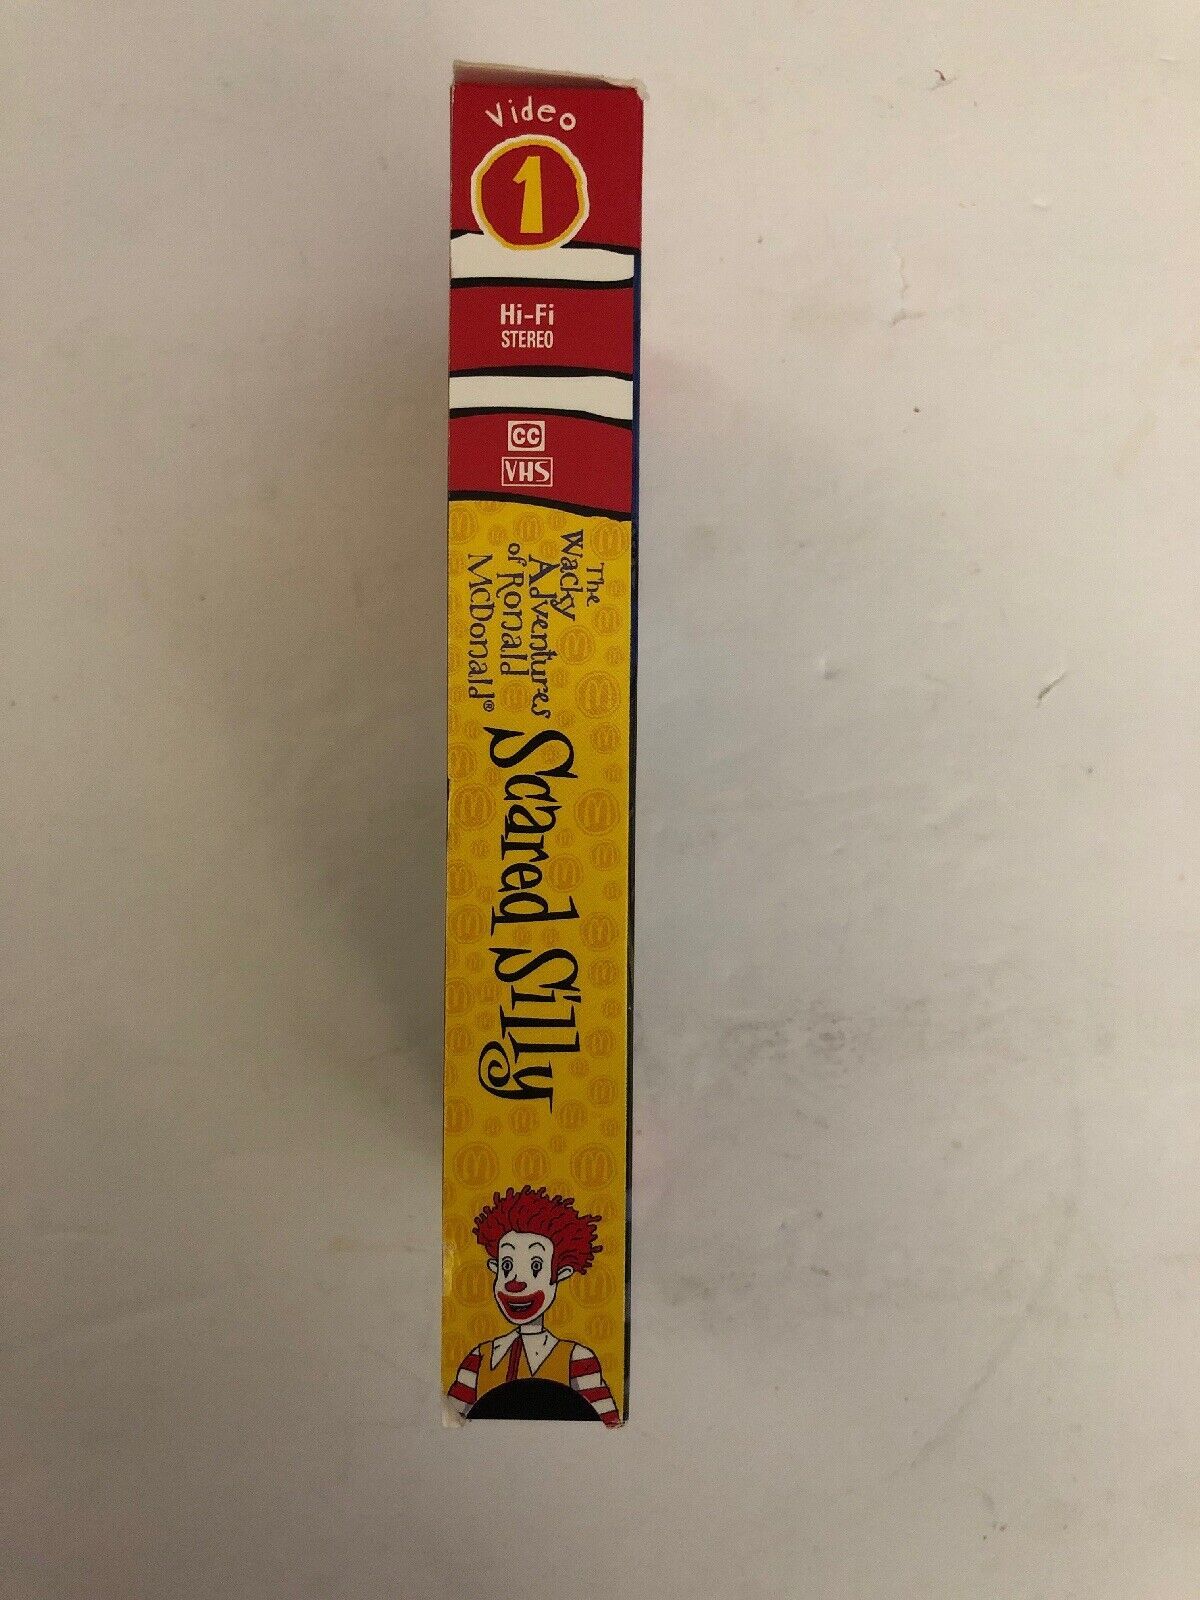 Video
1
Hi-Fi
STEREO
CC
VHS
The
Wacky
Adventures
of Ronald
McDonald®
Scared Silly